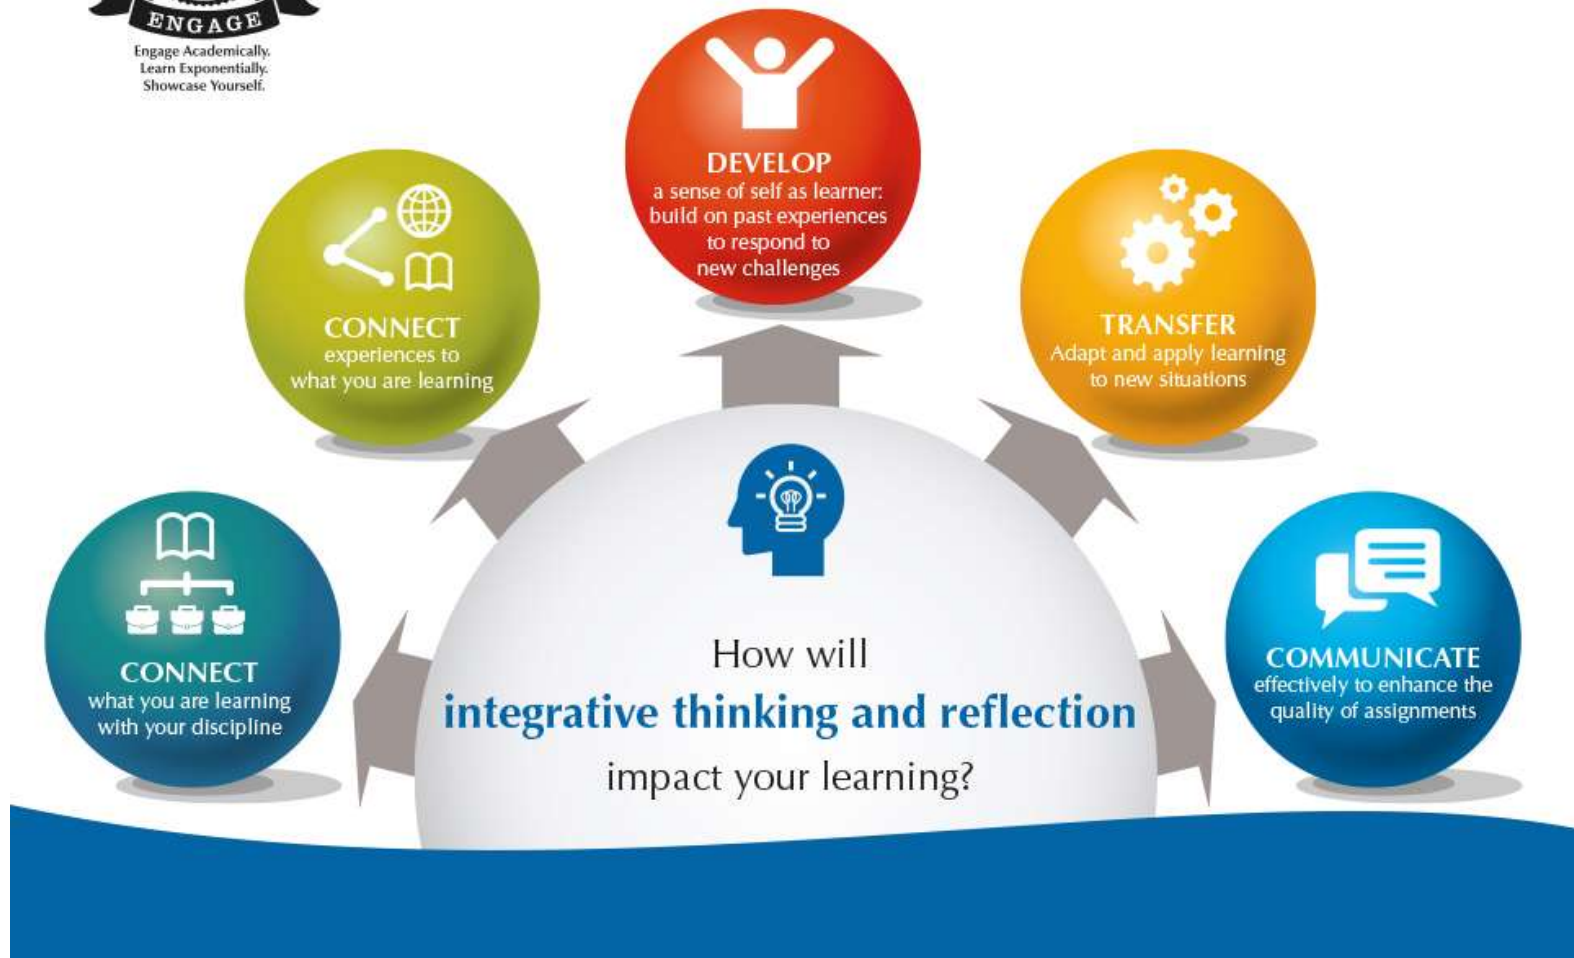 ENGAGE
Engage Academically.
Learn Exponentially.
Showcase Yourself.
DEVELOP
a sense of self as learner:
build on past experiences
to respond to
new challenges
CONNECT
experiences to
what you are learning
TRANSFER
Adapt and apply learning
to new situations
CONNECT
what you are learning
with your discipline
COMMUNICATE
effectively to enhance the
quality of assignments
How will
integrative thinking and reflection
impact your learning?